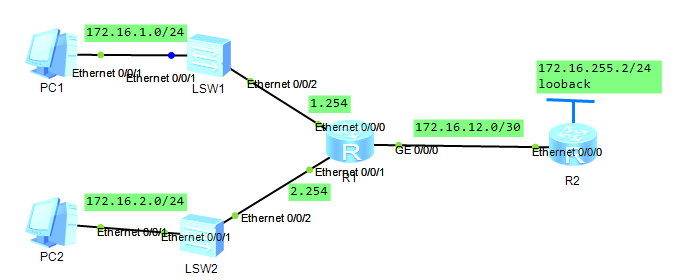 172.16.1.0/24
Ethernet 0/0/1
Ethernet 0/0/1
PC1
LSW1
Ethernet 0/0/2
1.254
Ethernet 0/0/0
172.16.12.0/30
172.16.255.2/24
looback
GE 0/0/0
Ethernet 0/0/0
R1
R2
Ethernet 0/0/1
2.254
172.16.2.0/24
Ethernet 0/0/2
Ethernet 0/0/1
Ethernet 0/0/1
PC2
LSW2